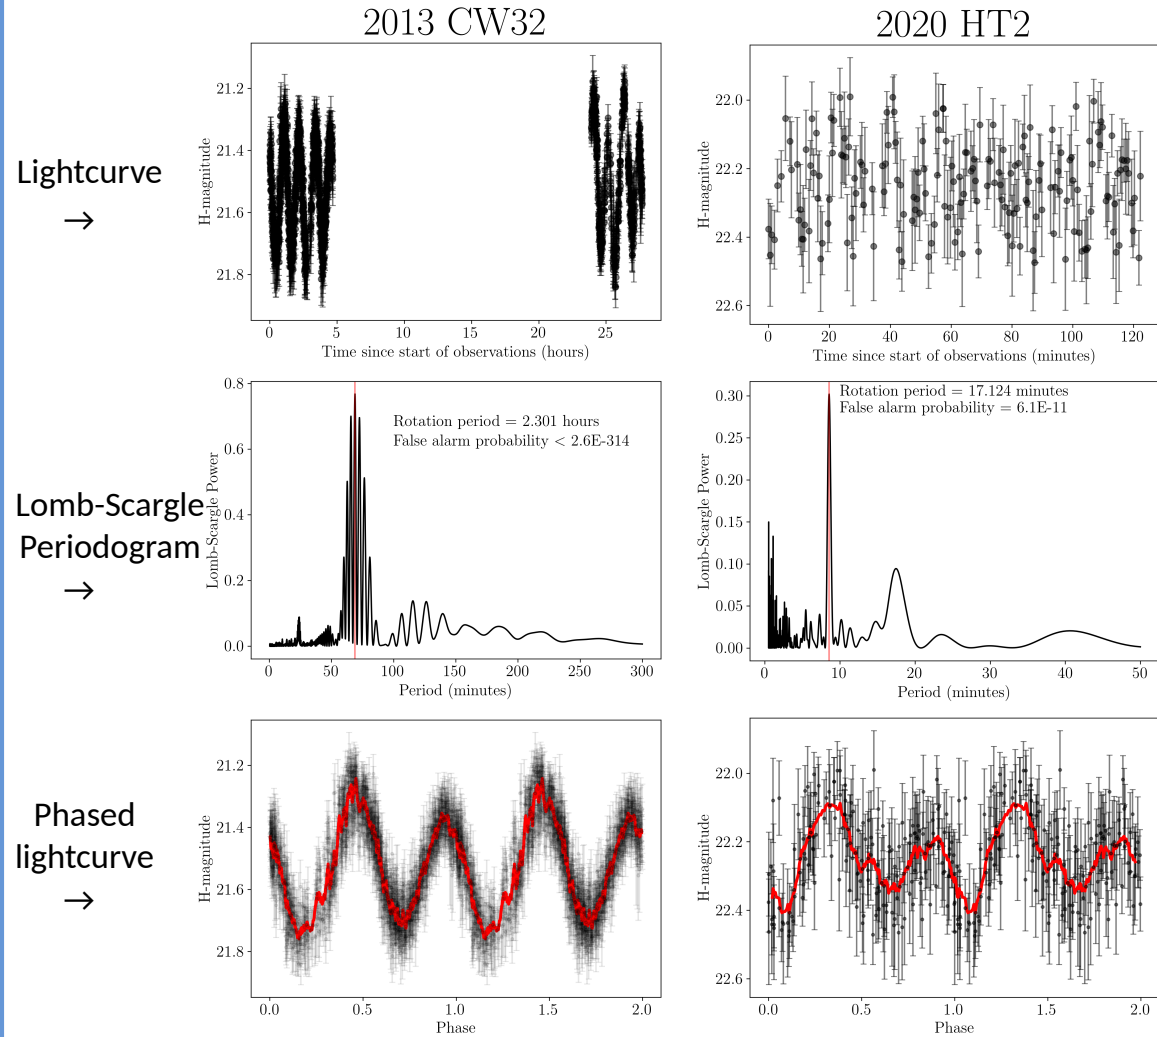 2013 CW32
2020 HT2
Lightcurve
→
H-magnitude
21.2
21.4
21.6
21.8
0
5
10
15
20
25
Time since start of observations (hours)
H-magnitude
22.0
22.2
22.4
22.6
0
20
40
60
80
100
120
Time since start of observations (minutes)
Lomb-Scargle
Periodogram
→
Lomb-Scargle Power
0.8
0.6
0.4
0.2
0.0
Rotation period = 2.301 hours
False alarm probability < 2.6E-314
0
50
100
150
200
250
300
Period (minutes)
Lomb-Scargle Power
0.30
0.25
0.20
0.15
0.10
0.05
0.00
Rotation period = 17.124 minutes
False alarm probability = 6.1E-11
0
10
20
30
40
50
Period (minutes)
Phased
lightcurve
→
H-magnitude
21.2
21.4
21.6
21.8
0.0
0.5
1.0
1.5
2.0
Phase
H-magnitude
22.0
22.2
22.4
22.6
0.0
0.5
1.0
1.5
2.0
Phase